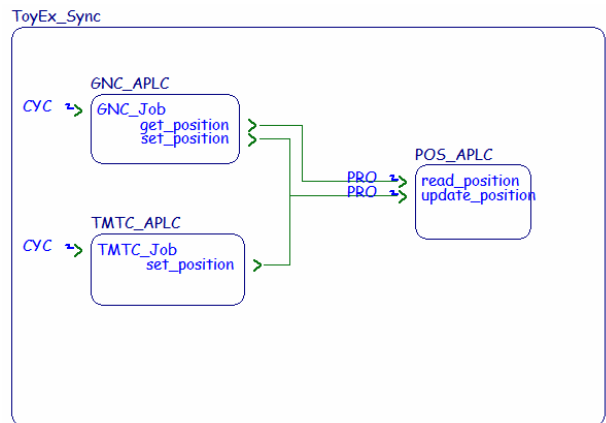 ToyEx_Sync
GNC_APLC
CYC
GNC_Job
get_position
set_position
POS_APLC
PRO
read_position
PRO
update_position
TMTC_APLC
CYC
TMTC_Job
set_position